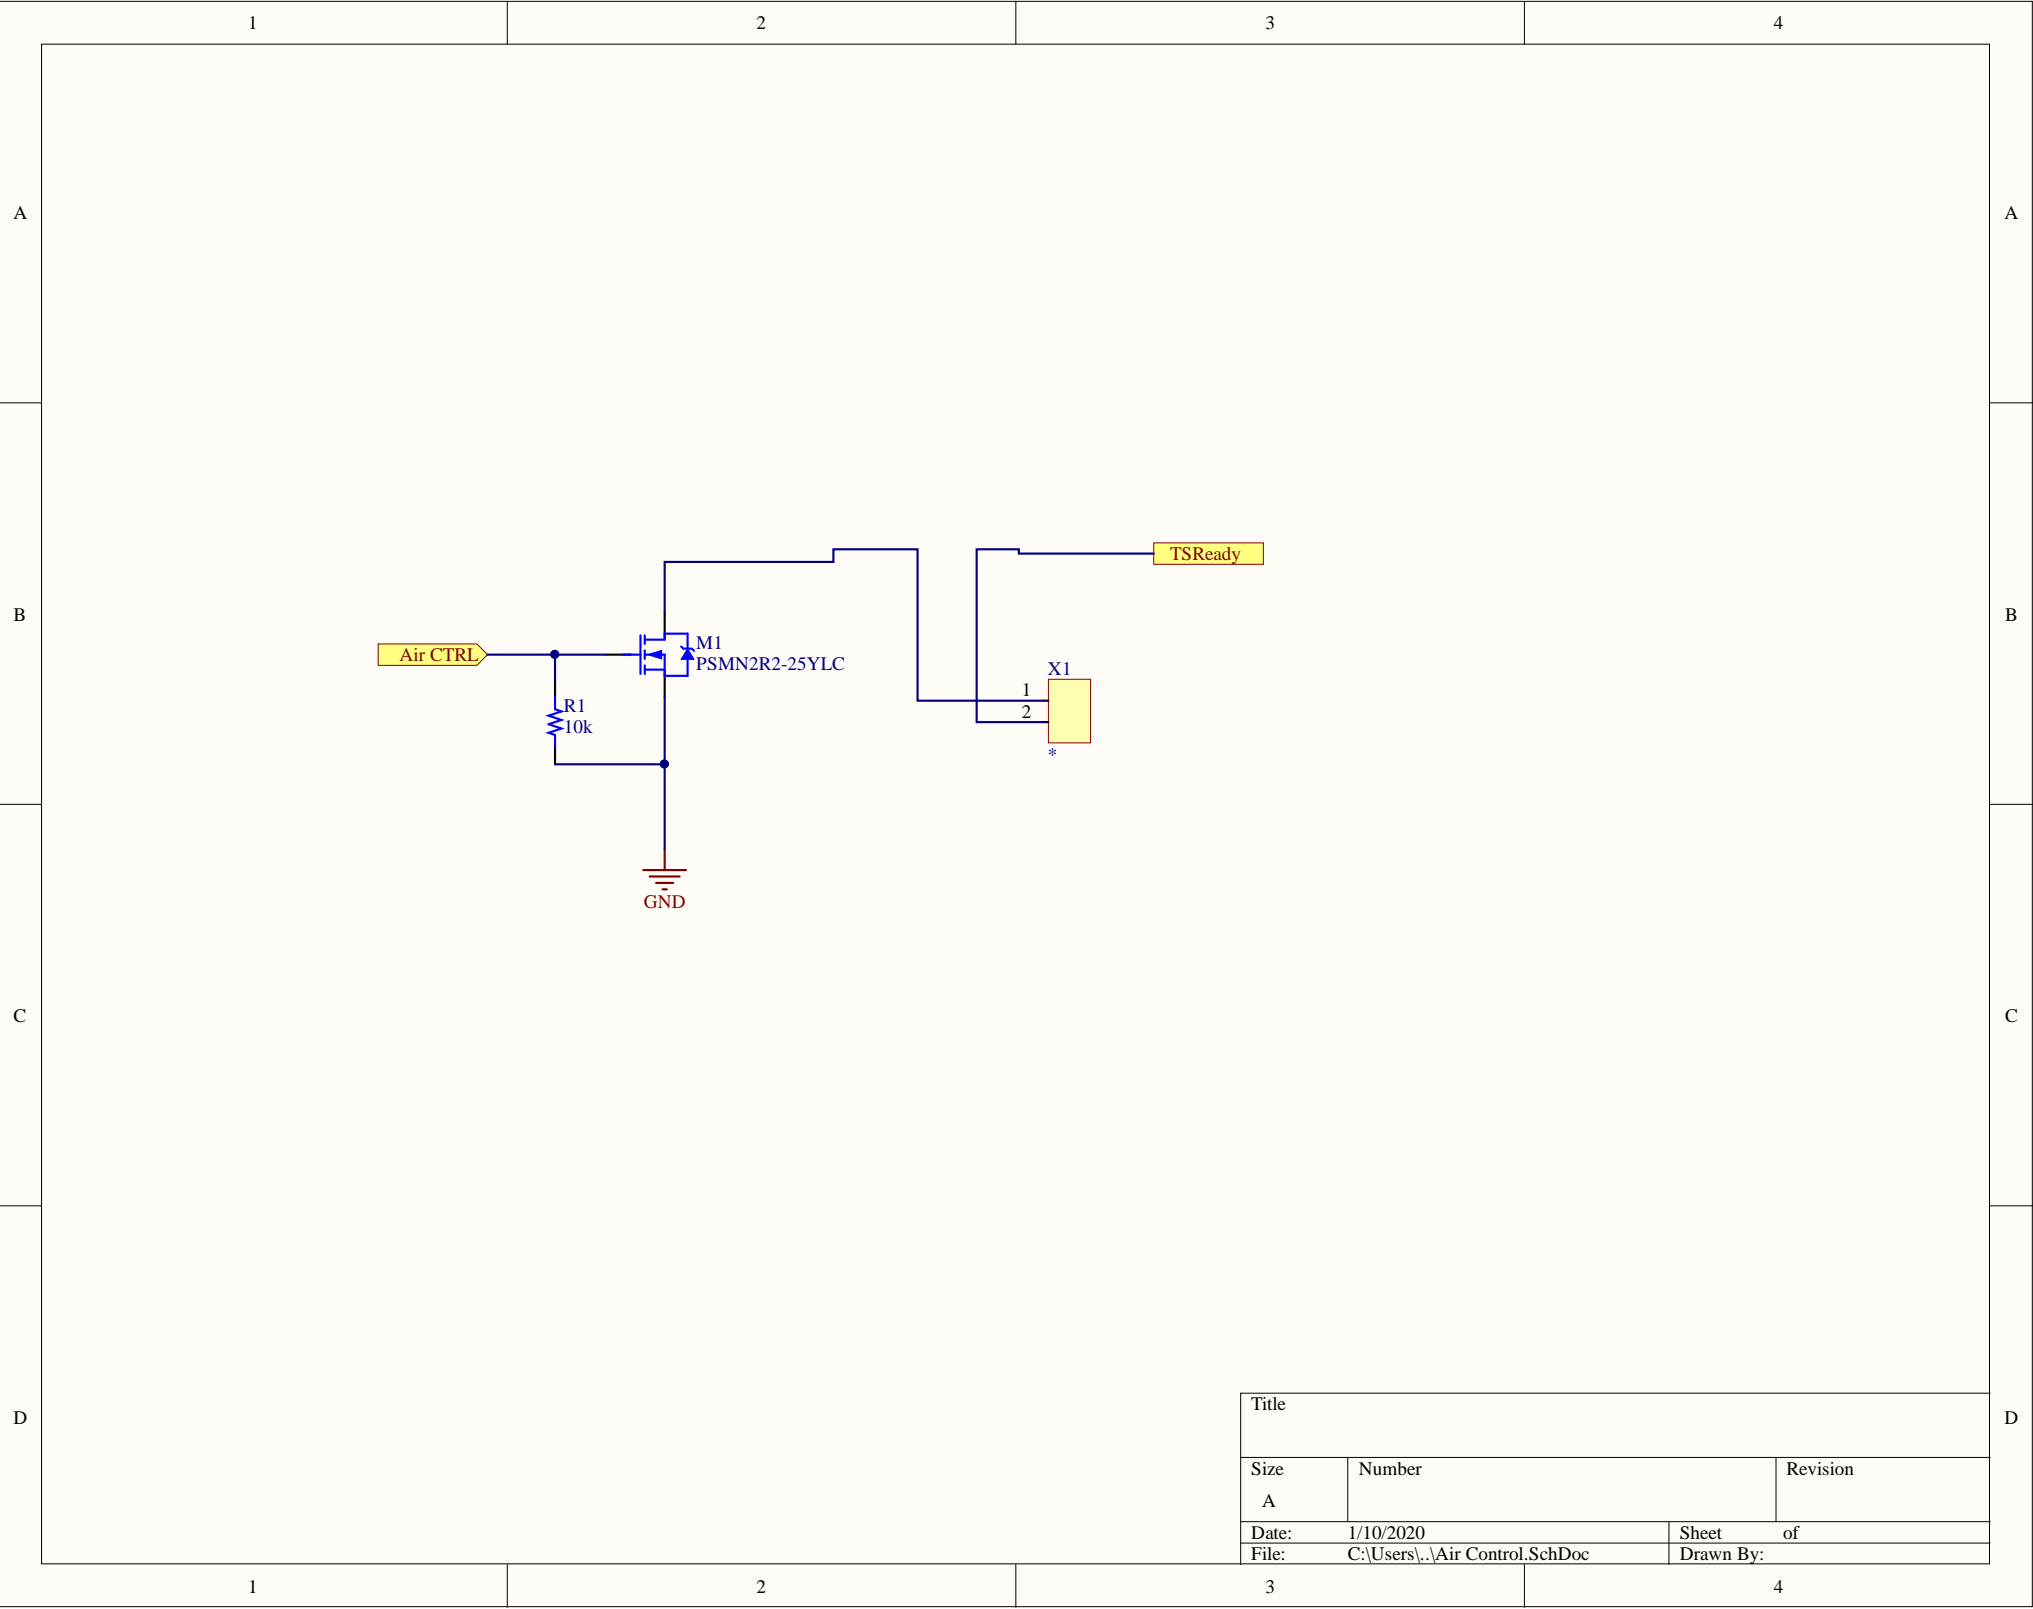 1 2 3 4
A A
TSReady
B B
Air CTRL
M1
PSMN2R2-25YLC
X1
1
2
*
R1
10k
GND
C C
Title
D D
Size Number Revision
A
Date: 1/10/2020 Sheet of
File: C:\Users\..\Air Control.SchDoc Drawn By:
1 2 3 4